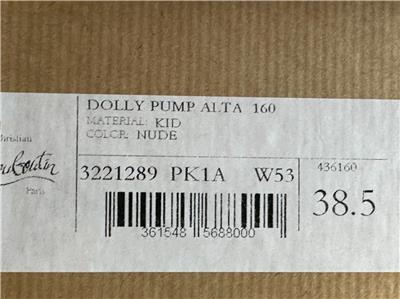 DOLLY PUMP ALTA 160
MATERIAL: KID
COLOR: NUDE
Christian
Paris
3221289 PK1A W53
436160
38.5
361548 5688000